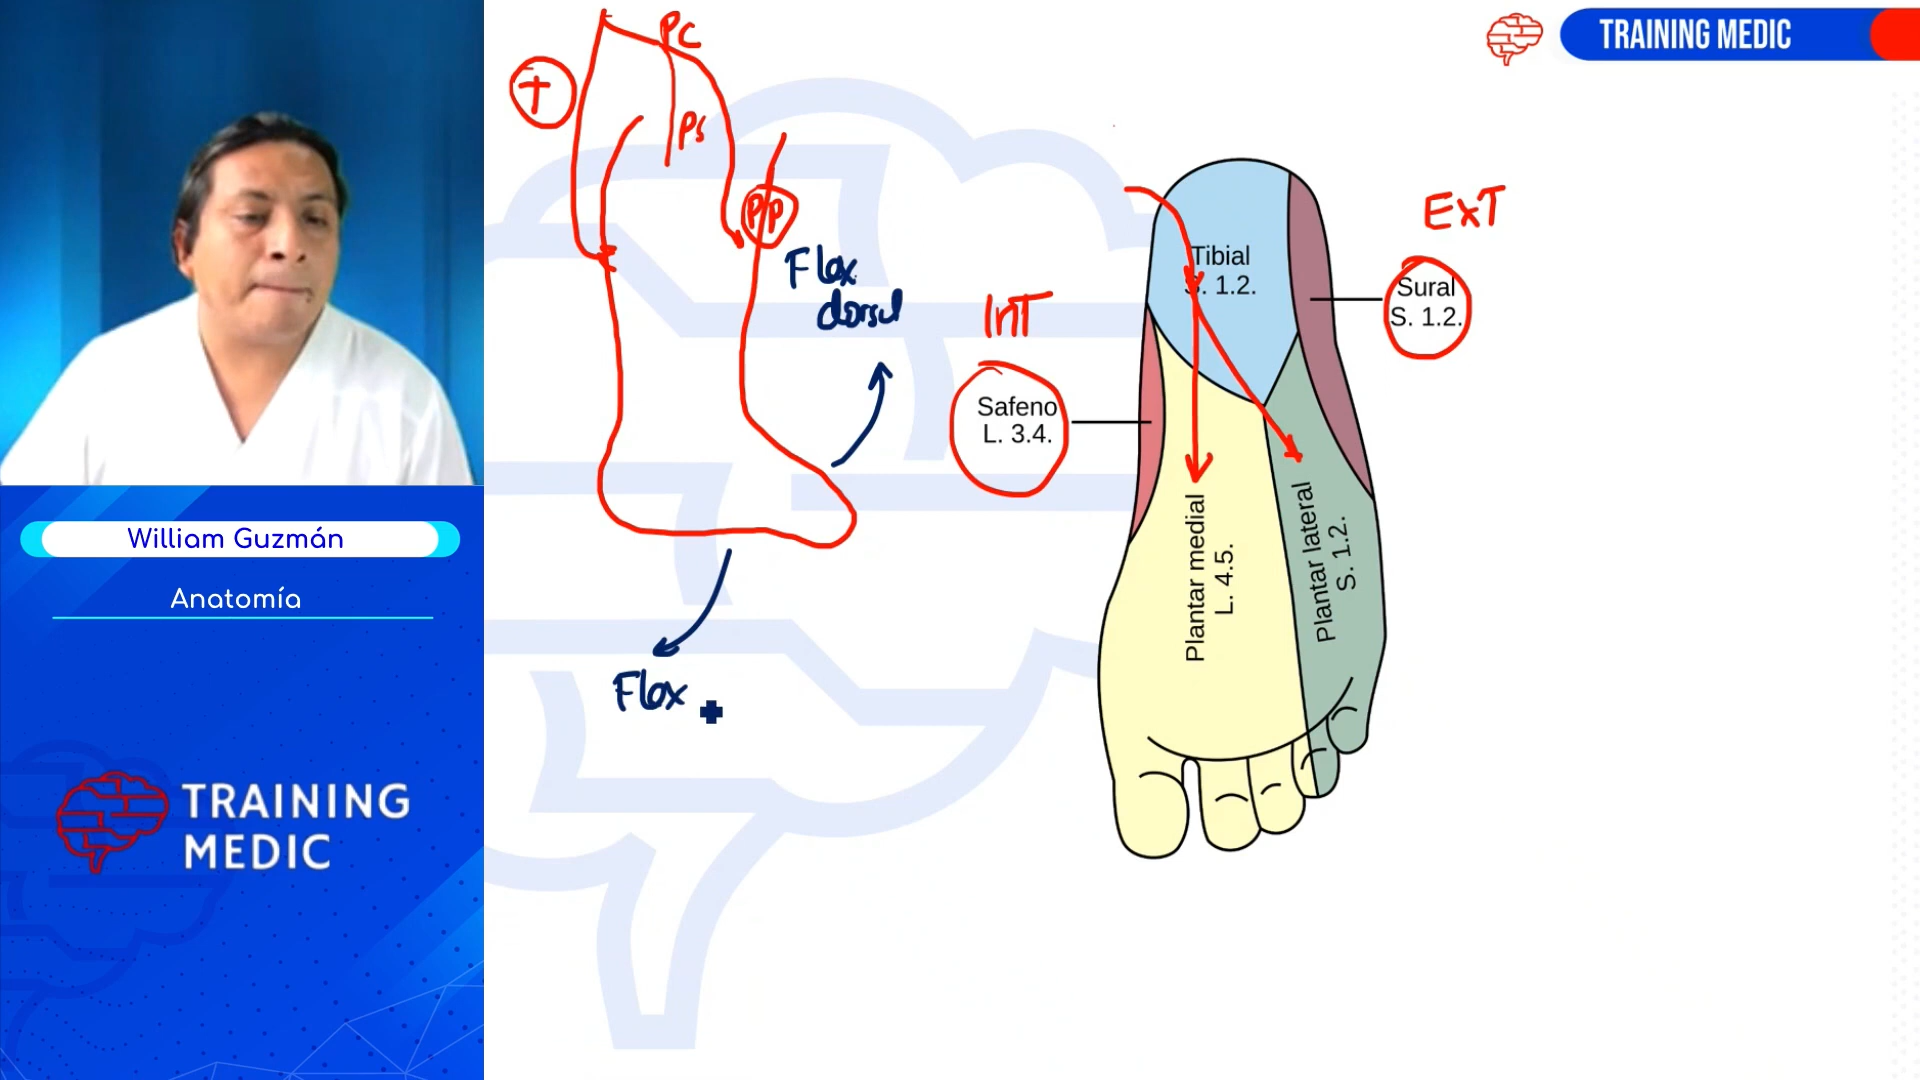 TRAINING MEDIC
PC
T
Ps
PP
Flex
dorsal
ExT
Tibial
S. 1.2.
Sural
S. 1.2.
InT
Safeno
L. 3.4.
Plantar medial
L. 4.5.
Plantar lateral
S. 1.2.
Flex
William Guzmán
Anatomía
TRAINING
MEDIC